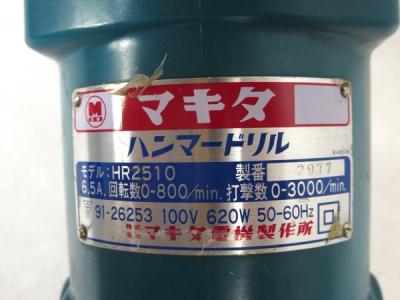 マキタ
ハンマードリル
モデル:HR2510 製番 2977
6.5A. 回転数0-800/min. 打撃数 0-3000/min.
91-26253 100V 620W 50-60Hz
株式会社 マキタ電機製作所